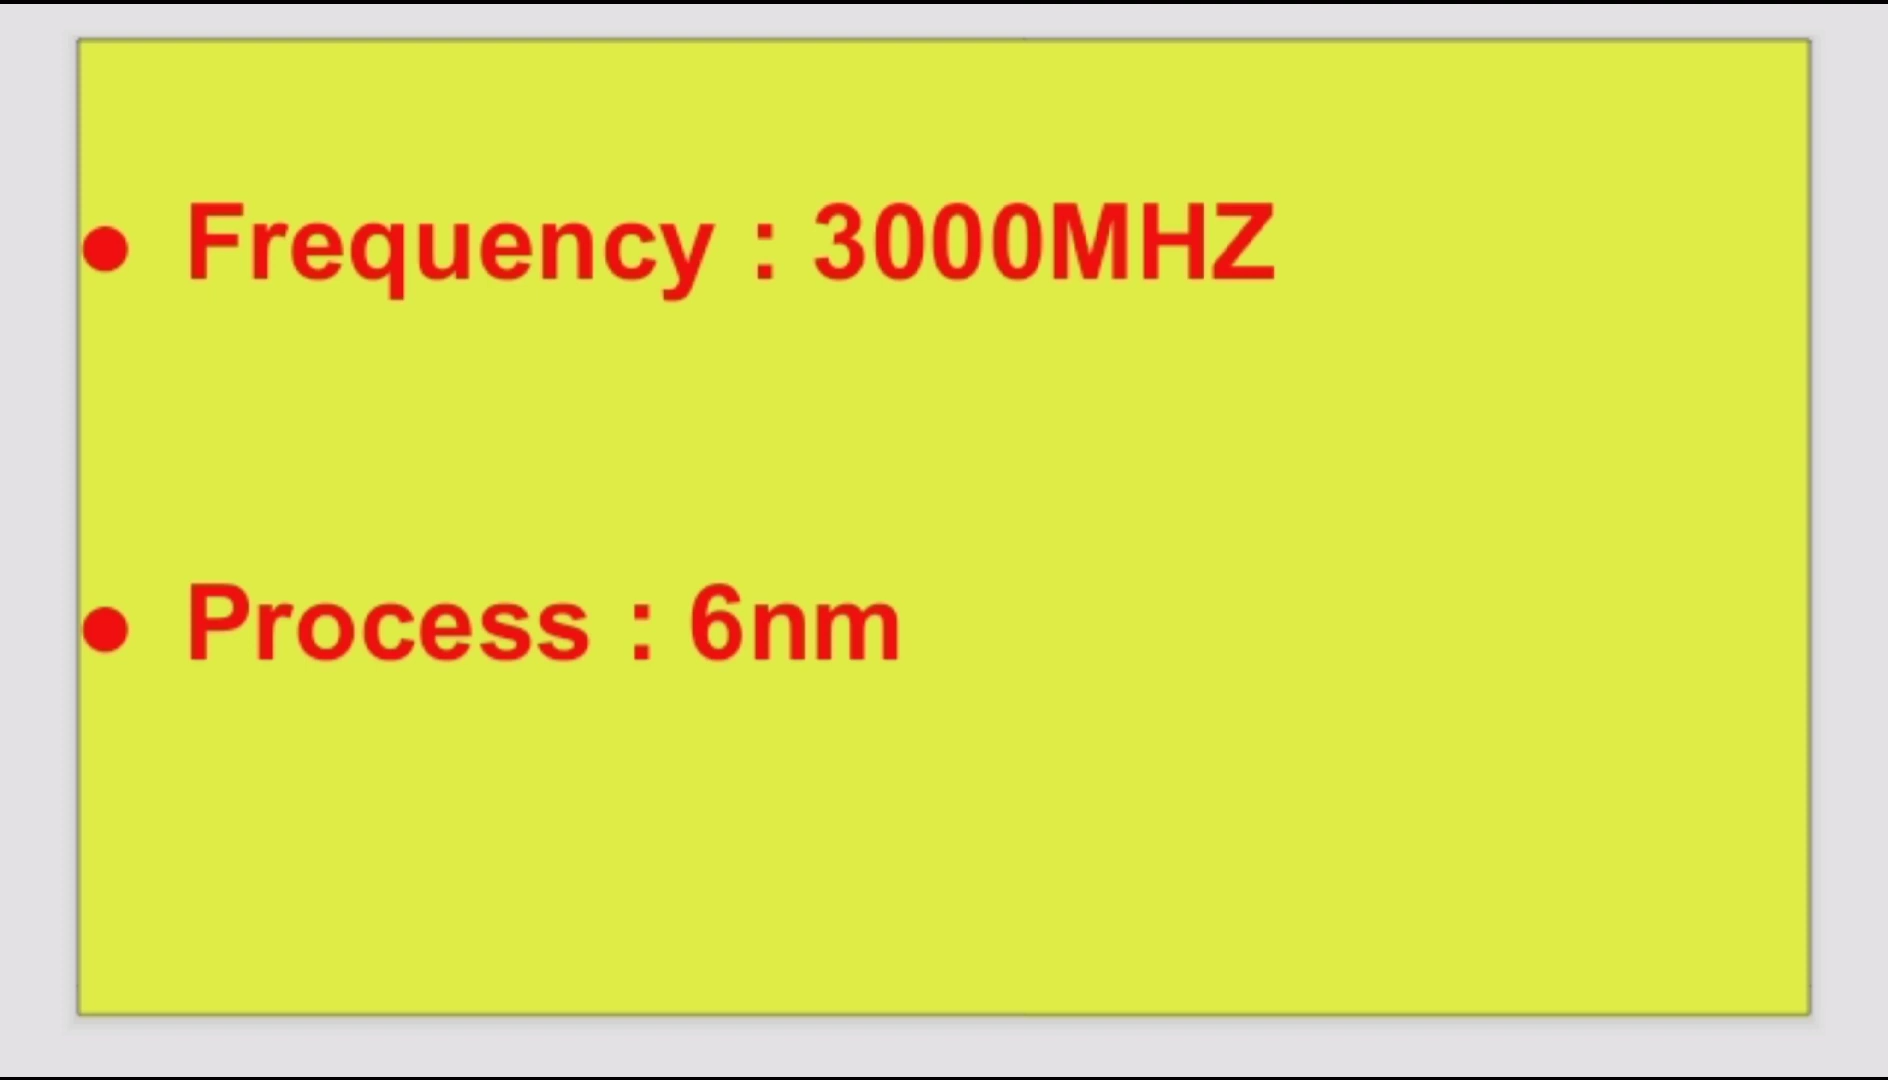 • Frequency : 3000MHZ
• Process : 6nm